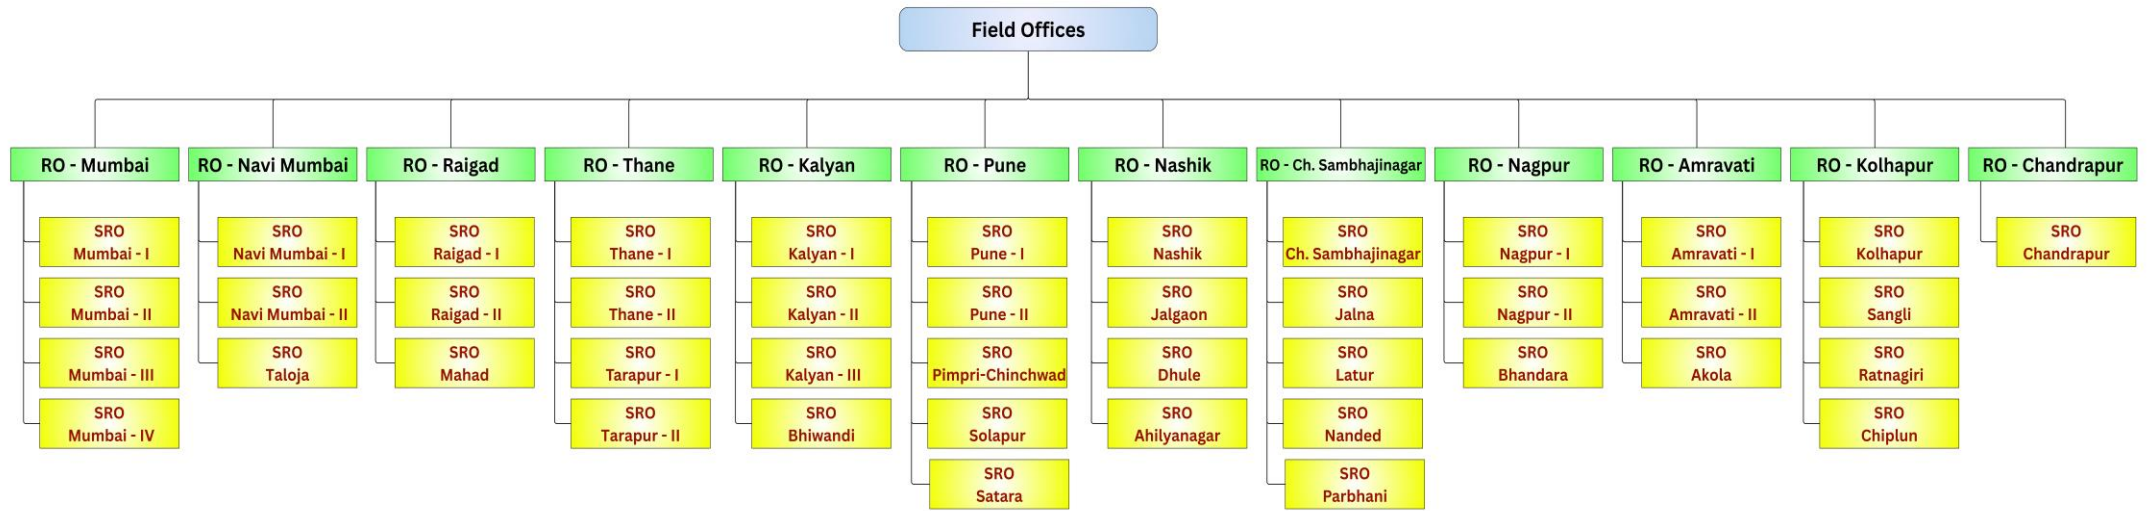 Field Offices
RO - Mumbai
SRO
Mumbai - I
SRO
Mumbai - II
SRO
Mumbai - III
SRO
Mumbai - IV
RO - Navi Mumbai
SRO
Navi Mumbai - I
SRO
Navi Mumbai - II
SRO
Taloja
RO - Raigad
SRO
Raigad - I
SRO
Raigad - II
SRO
Mahad
RO - Thane
SRO
Thane - I
SRO
Thane - II
SRO
Tarapur - I
SRO
Tarapur - II
RO - Kalyan
SRO
Kalyan - I
SRO
Kalyan - II
SRO
Kalyan - III
SRO
Bhiwandi
RO - Pune
SRO
Pune - I
SRO
Pune - II
SRO
Pimpri-Chinchwad
SRO
Solapur
SRO
Satara
RO - Nashik
SRO
Nashik
SRO
Jalgaon
SRO
Dhule
SRO
Ahilyanagar
RO - Ch. Sambhajinagar
SRO
Ch. Sambhajinagar
SRO
Jalna
SRO
Latur
SRO
Nanded
SRO
Parbhani
RO - Nagpur
SRO
Nagpur - I
SRO
Nagpur - II
SRO
Bhandara
RO - Amravati
SRO
Amravati - I
SRO
Amravati - II
SRO
Akola
RO - Kolhapur
SRO
Kolhapur
SRO
Sangli
SRO
Ratnagiri
SRO
Chiplun
RO - Chandrapur
SRO
Chandrapur